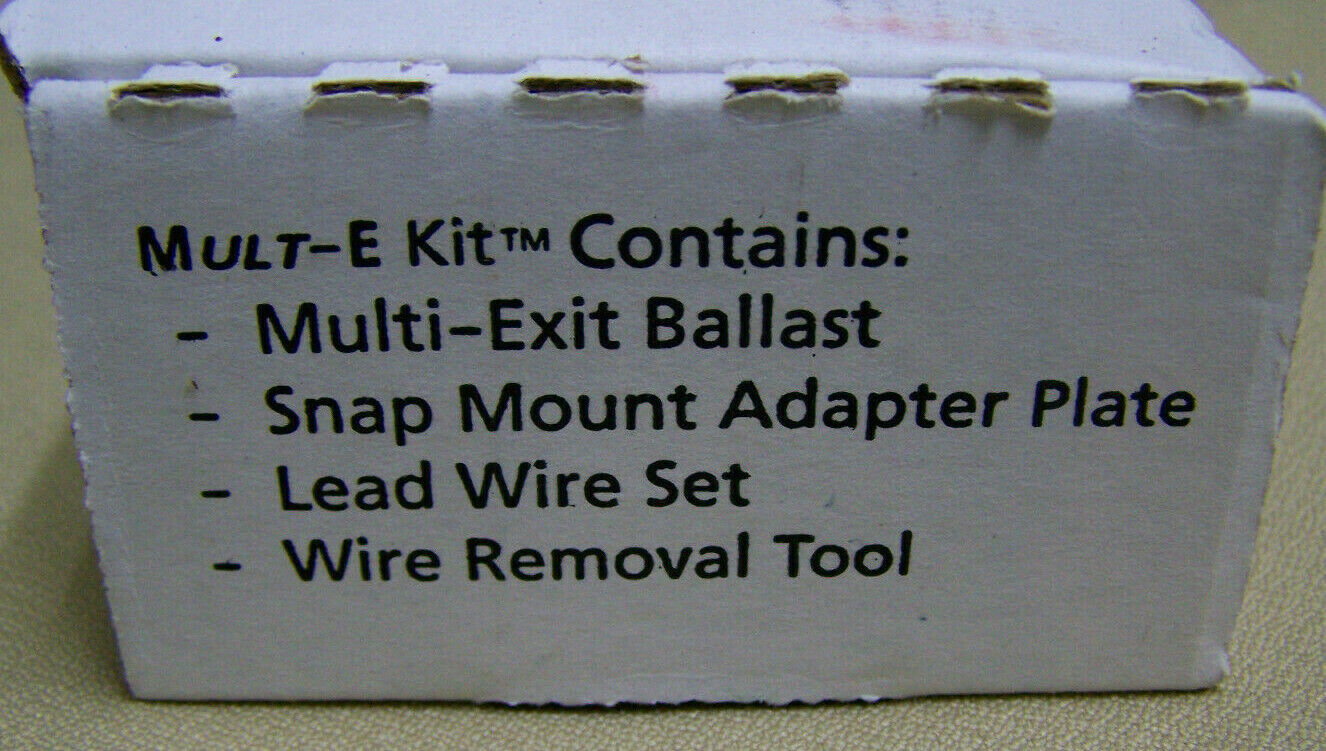 MULT-E Kit™ Contains:
- Multi-Exit Ballast
- Snap Mount Adapter Plate
- Lead Wire Set
- Wire Removal Tool